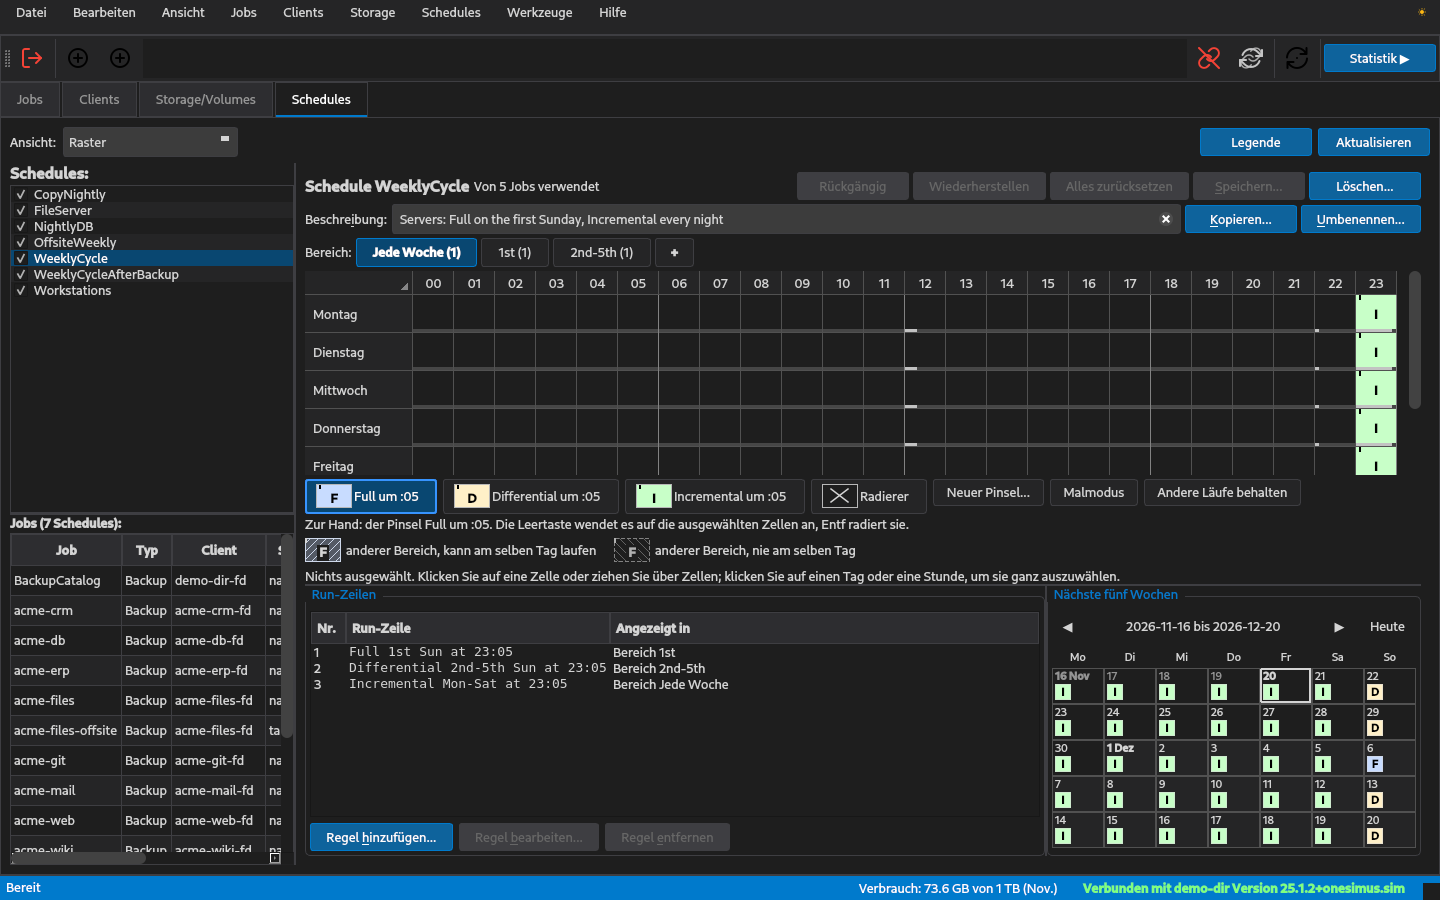 Datei Bearbeiten Ansicht Jobs Clients Storage Schedules Werkzeuge Hilfe
Statistik ▶
Jobs Clients Storage/Volumes Schedules
Ansicht: Raster Legende Aktualisieren
Schedules:
✓ CopyNightly
✓ FileServer
✓ NightlyDB
✓ OffsiteWeekly
✓ WeeklyCycle
✓ WeeklyCycleAfterBackup
✓ Workstations
Schedule WeeklyCycle Von 5 Jobs verwendet Rückgängig Wiederherstellen Alles zurücksetzen Speichern... Löschen...
Beschreibung: Servers: Full on the first Sunday, Incremental every night Kopieren... Umbenennen...
Bereich: Jede Woche (1) 1st (1) 2nd-5th (1) +
00 01 02 03 04 05 06 07 08 09 10 11 12 13 14 15 16 17 18 19 20 21 22 23
Montag I
Dienstag I
Mittwoch I
Donnerstag I
Freitag I
F Full um :05 D Differential um :05 I Incremental um :05 Radierer Neuer Pinsel... Malmodus Andere Läufe behalten
Zur Hand: der Pinsel Full um :05. Die Leertaste wendet es auf die ausgewählten Zellen an, Entf radiert sie.
F anderer Bereich, kann am selben Tag laufen F anderer Bereich, nie am selben Tag
Nichts ausgewählt. Klicken Sie auf eine Zelle oder ziehen Sie über Zellen; klicken Sie auf einen Tag oder eine Stunde, um sie ganz auszuwählen.
Jobs (7 Schedules):
Job Typ Client S
BackupCatalog Backup demo-dir-fd na
acme-crm Backup acme-crm-fd na
acme-db Backup acme-db-fd na
acme-erp Backup acme-erp-fd na
acme-files Backup acme-files-fd na
acme-files-offsite Backup acme-files-fd ta
acme-git Backup acme-git-fd na
acme-mail Backup acme-mail-fd na
acme-web Backup acme-web-fd na
acme-wiki Backup acme-wiki-fd na
Run-Zeilen
Nr. Run-Zeile Angezeigt in
1 Full 1st Sun at 23:05 Bereich 1st
2 Differential 2nd-5th Sun at 23:05 Bereich 2nd-5th
3 Incremental Mon-Sat at 23:05 Bereich Jede Woche
Regel hinzufügen... Regel bearbeiten... Regel entfernen
Nächste fünf Wochen
◀ 2026-11-16 bis 2026-12-20 ▶ Heute
Mo Di Mi Do Fr Sa So
16 Nov 17 18 19 20 21 22
I I I I I I D
23 24 25 26 27 28 29
I I I I I I D
30 1 Dez 2 3 4 5 6
I I I I I I F
7 8 9 10 11 12 13
I I I I I I D
14 15 16 17 18 19 20
I I I I I I D
Bereit Verbrauch: 73.6 GB von 1 TB (Nov.) Verbunden mit demo-dir Version 25.1.2+onesimus.sim